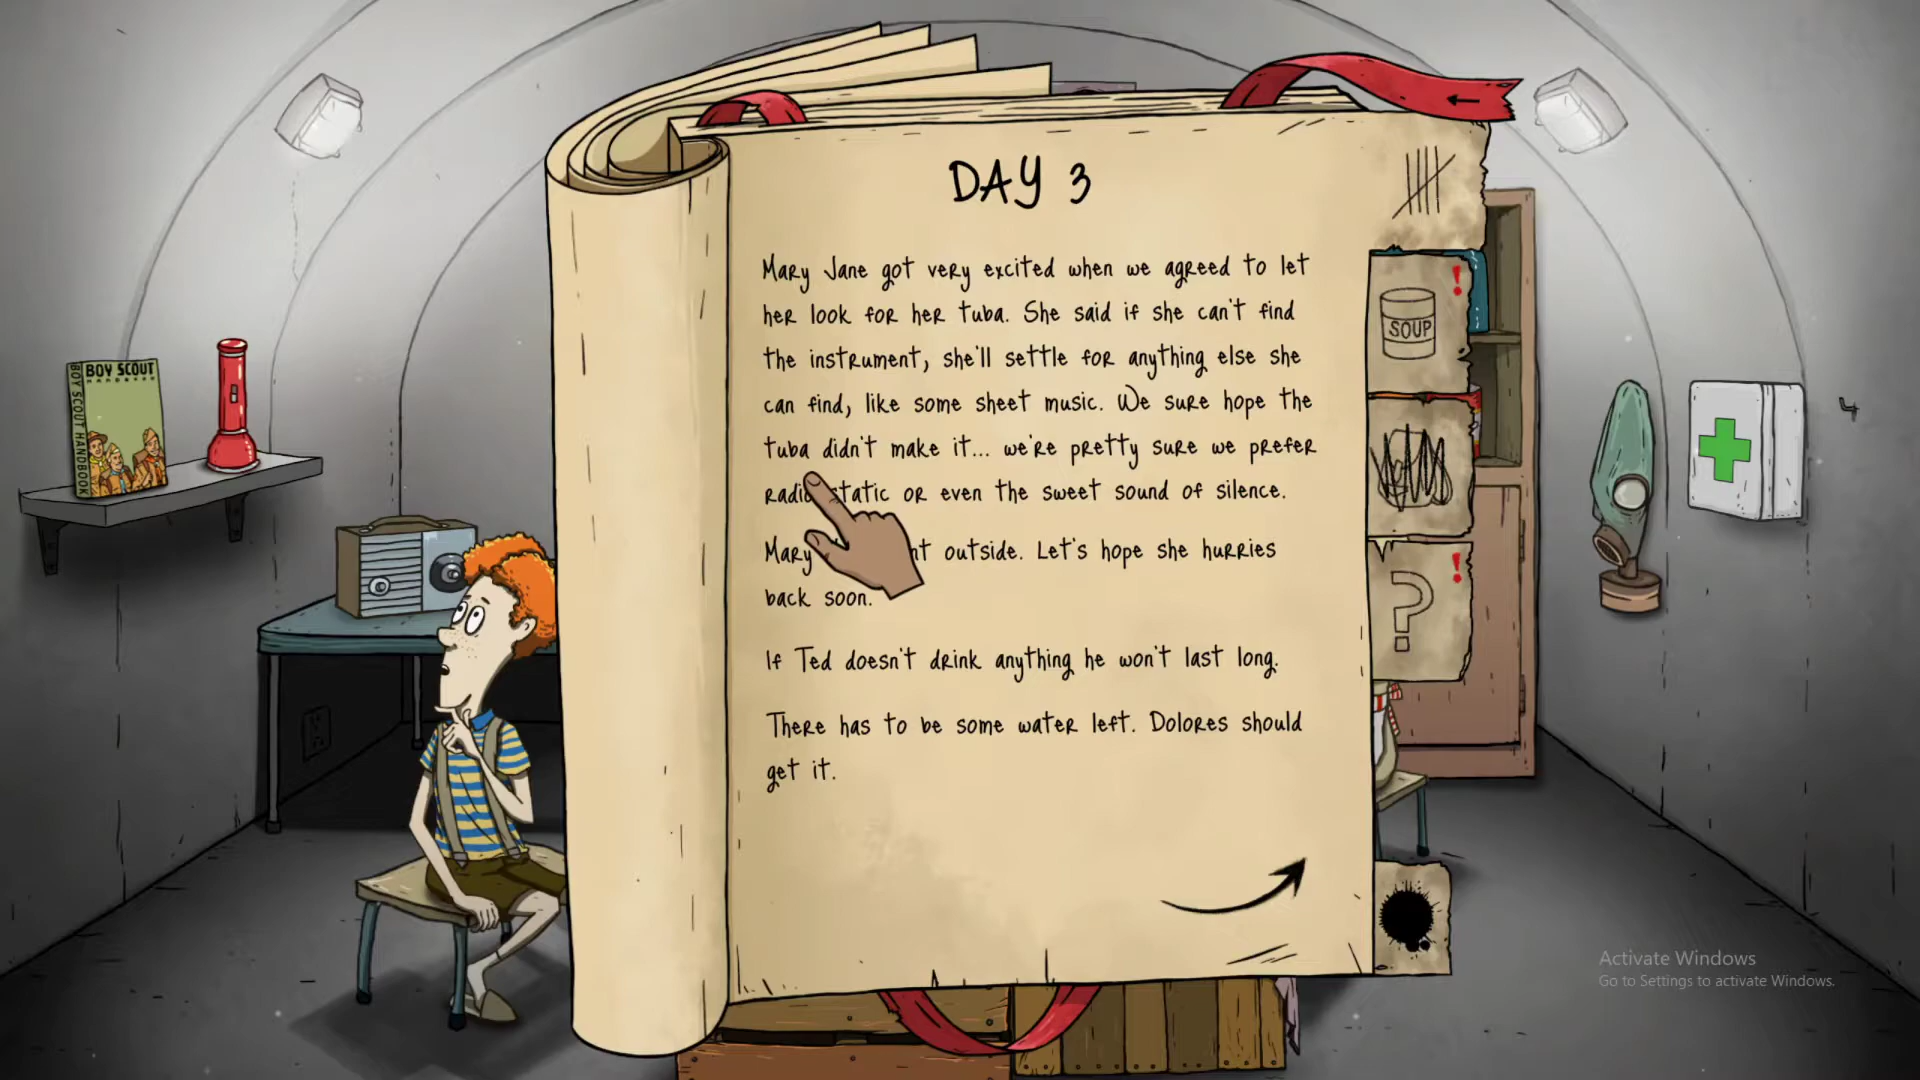 DAY 3
Mary Jane got very excited when we agreed to let
her look for her tuba. She said if she can't find
the instrument, she'll settle for anything else she
can find, like some sheet music. We sure hope the
tuba didn't make it... we're pretty sure we prefer
radio static or even the sweet sound of silence.
Mary outside. Let's hope she hurries
back soon.
If Ted doesn't drink anything he won't last long.
There has to be some water left. Dolores should
get it.
!
SOUP
!
?
BOY SCOUT
HANDBOOK
BOY SCOUT HANDBOOK
Activate Windows
Go to Settings to activate Windows.